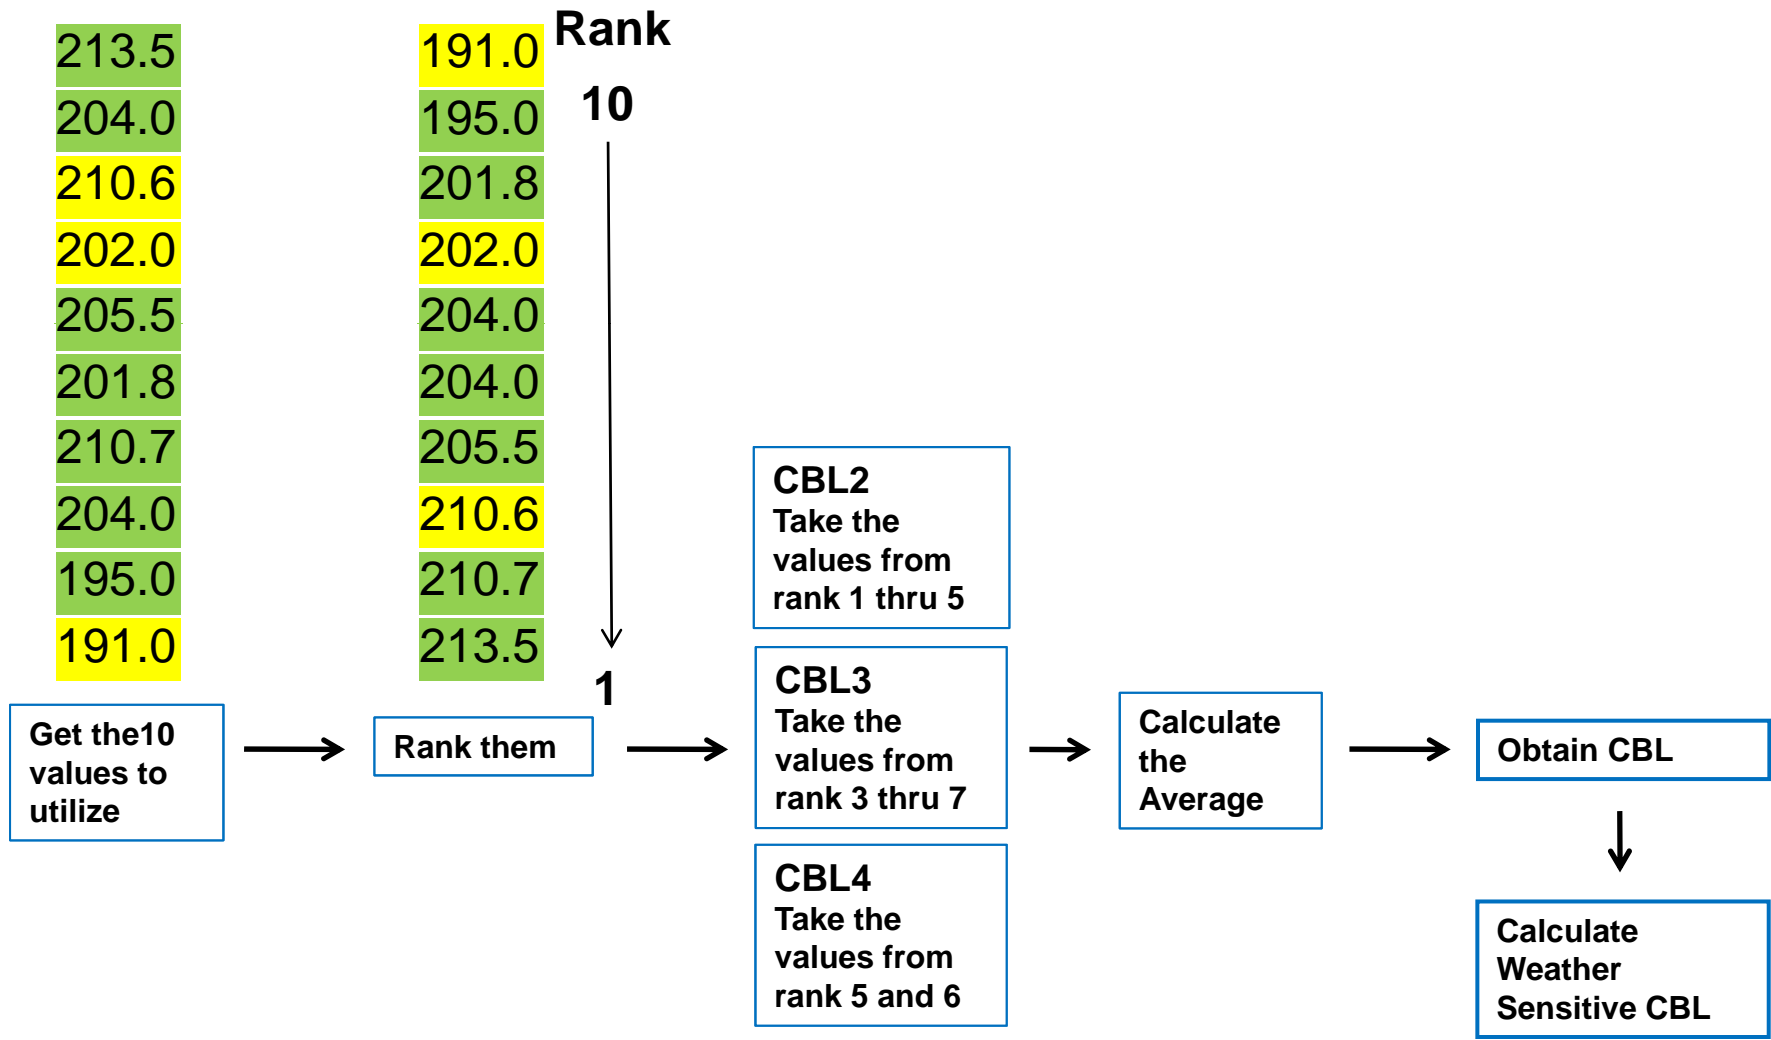 213.5
204.0
210.6
202.0
205.5
201.8
210.7
204.0
195.0
191.0
Get the10
values to
utilize
191.0
195.0
201.8
202.0
204.0
204.0
205.5
210.6
210.7
213.5
Rank
10
1
Rank them
CBL2
Take the
values from
rank 1 thru 5
CBL3
Take the
values from
rank 3 thru 7
CBL4
Take the
values from
rank 5 and 6
Calculate
the
Average
Obtain CBL
Calculate
Weather
Sensitive CBL